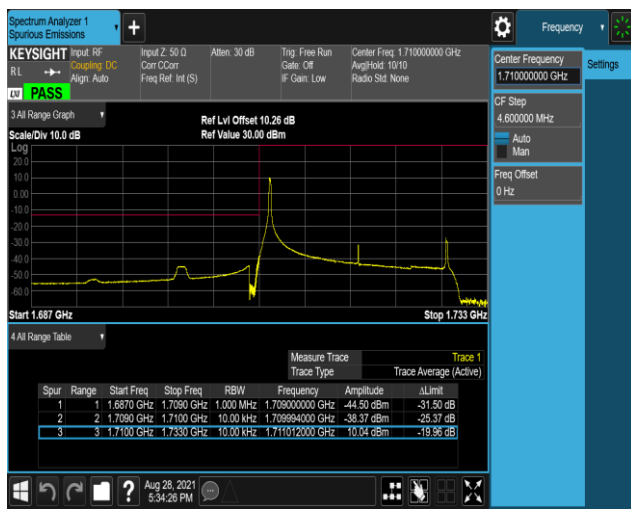 Spectrum Analyzer 1
Spurious Emissions
Frequency
KEYSIGHT
R L
LXI PASS
Input: RF
Coupling: DC
Align: Auto
Input Z: 50 Ω
Corr CCorr
Freq Ref: Int (S)
Atten: 30 dB
Trig: Free Run
Gate: Off
IF Gain: Low
Center Freq: 1.710000000 GHz
Avg|Hold: 10/10
Radio Std: None
Center Frequency
1.710000000 GHz
Settings
CF Step
4.600000 MHz
Auto
Man
Freq Offset
0 Hz
3 All Range Graph
Scale/Div 10.0 dB
Ref Lvl Offset 10.26 dB
Ref Value 30.00 dBm
Log
20.0
10.0
0.00
-10.0
-20.0
-30.0
-40.0
-50.0
-60.0
Start 1.687 GHz
Stop 1.733 GHz
4 All Range Table
Measure Trace Trace 1
Trace Type Trace Average (Active)
Spur Range Start Freq Stop Freq RBW Frequency Amplitude ΔLimit
1 1 1.6870 GHz 1.7090 GHz 1.000 MHz 1.709000000 GHz -44.50 dBm -31.50 dB
2 2 1.7090 GHz 1.7100 GHz 10.00 kHz 1.709994000 GHz -38.37 dBm -25.37 dB
3 3 1.7100 GHz 1.7330 GHz 10.00 kHz 1.711012000 GHz 10.04 dBm -19.96 dB
?
Aug 28, 2021
5:34:26 PM